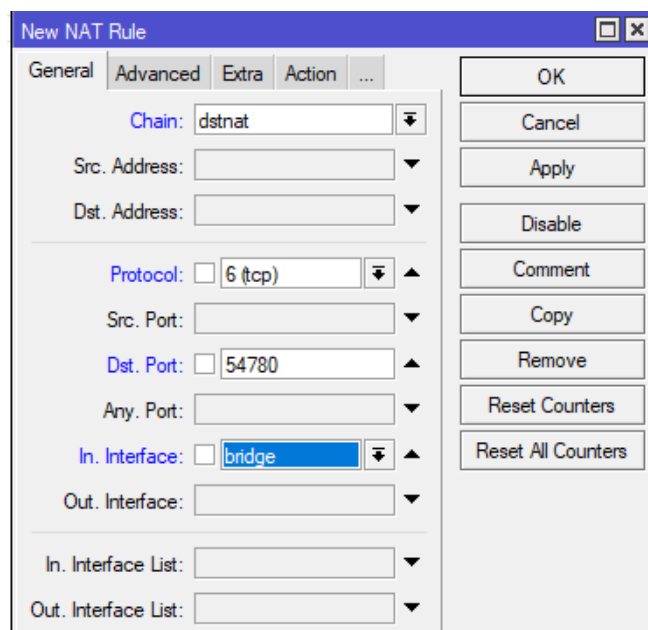 New NAT Rule
General Advanced Extra Action ...
Chain: dstnat
Src. Address:
Dst. Address:
Protocol: 6 (tcp)
Src. Port:
Dst. Port: 54780
Any. Port:
In. Interface: bridge
Out. Interface:
In. Interface List:
Out. Interface List:
OK
Cancel
Apply
Disable
Comment
Copy
Remove
Reset Counters
Reset All Counters